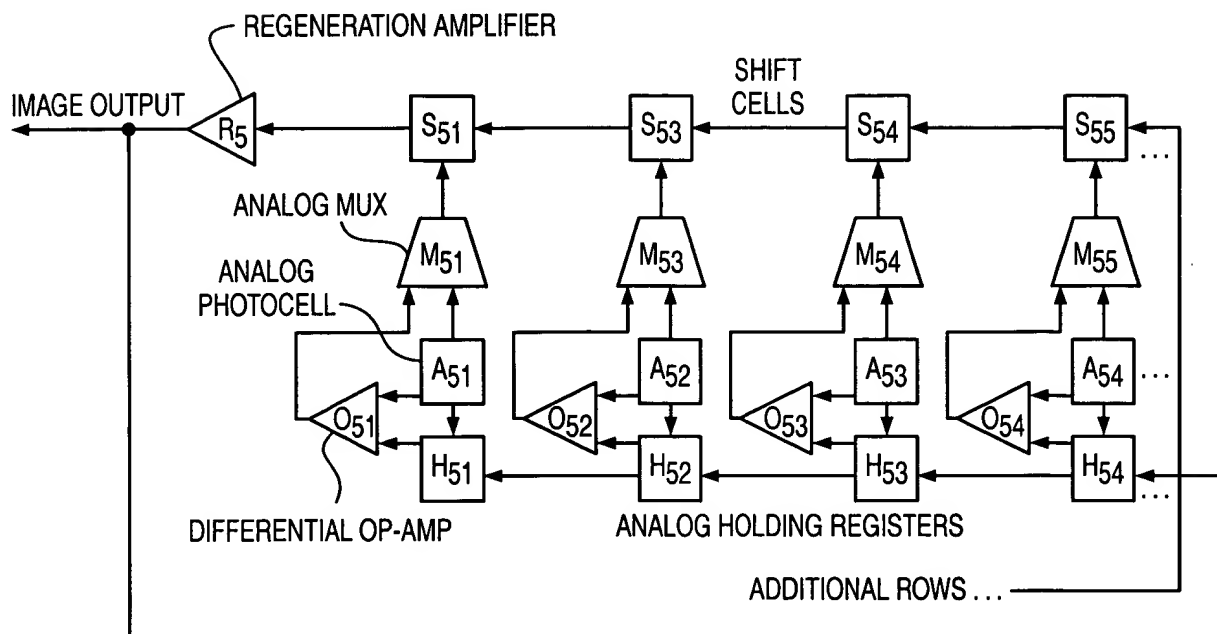 REGENERATION AMPLIFIER
IMAGE OUTPUT
SHIFT
CELLS
R5 S51 S53 S54 S55
...
ANALOG MUX
M51 M53 M54 M55
ANALOG
PHOTOCELL
A51 A52 A53 A54 ...
O51 O52 O53 O54 ...
H51 H52 H53 H54
...
DIFFERENTIAL OP-AMP
ANALOG HOLDING REGISTERS
ADDITIONAL ROWS ...